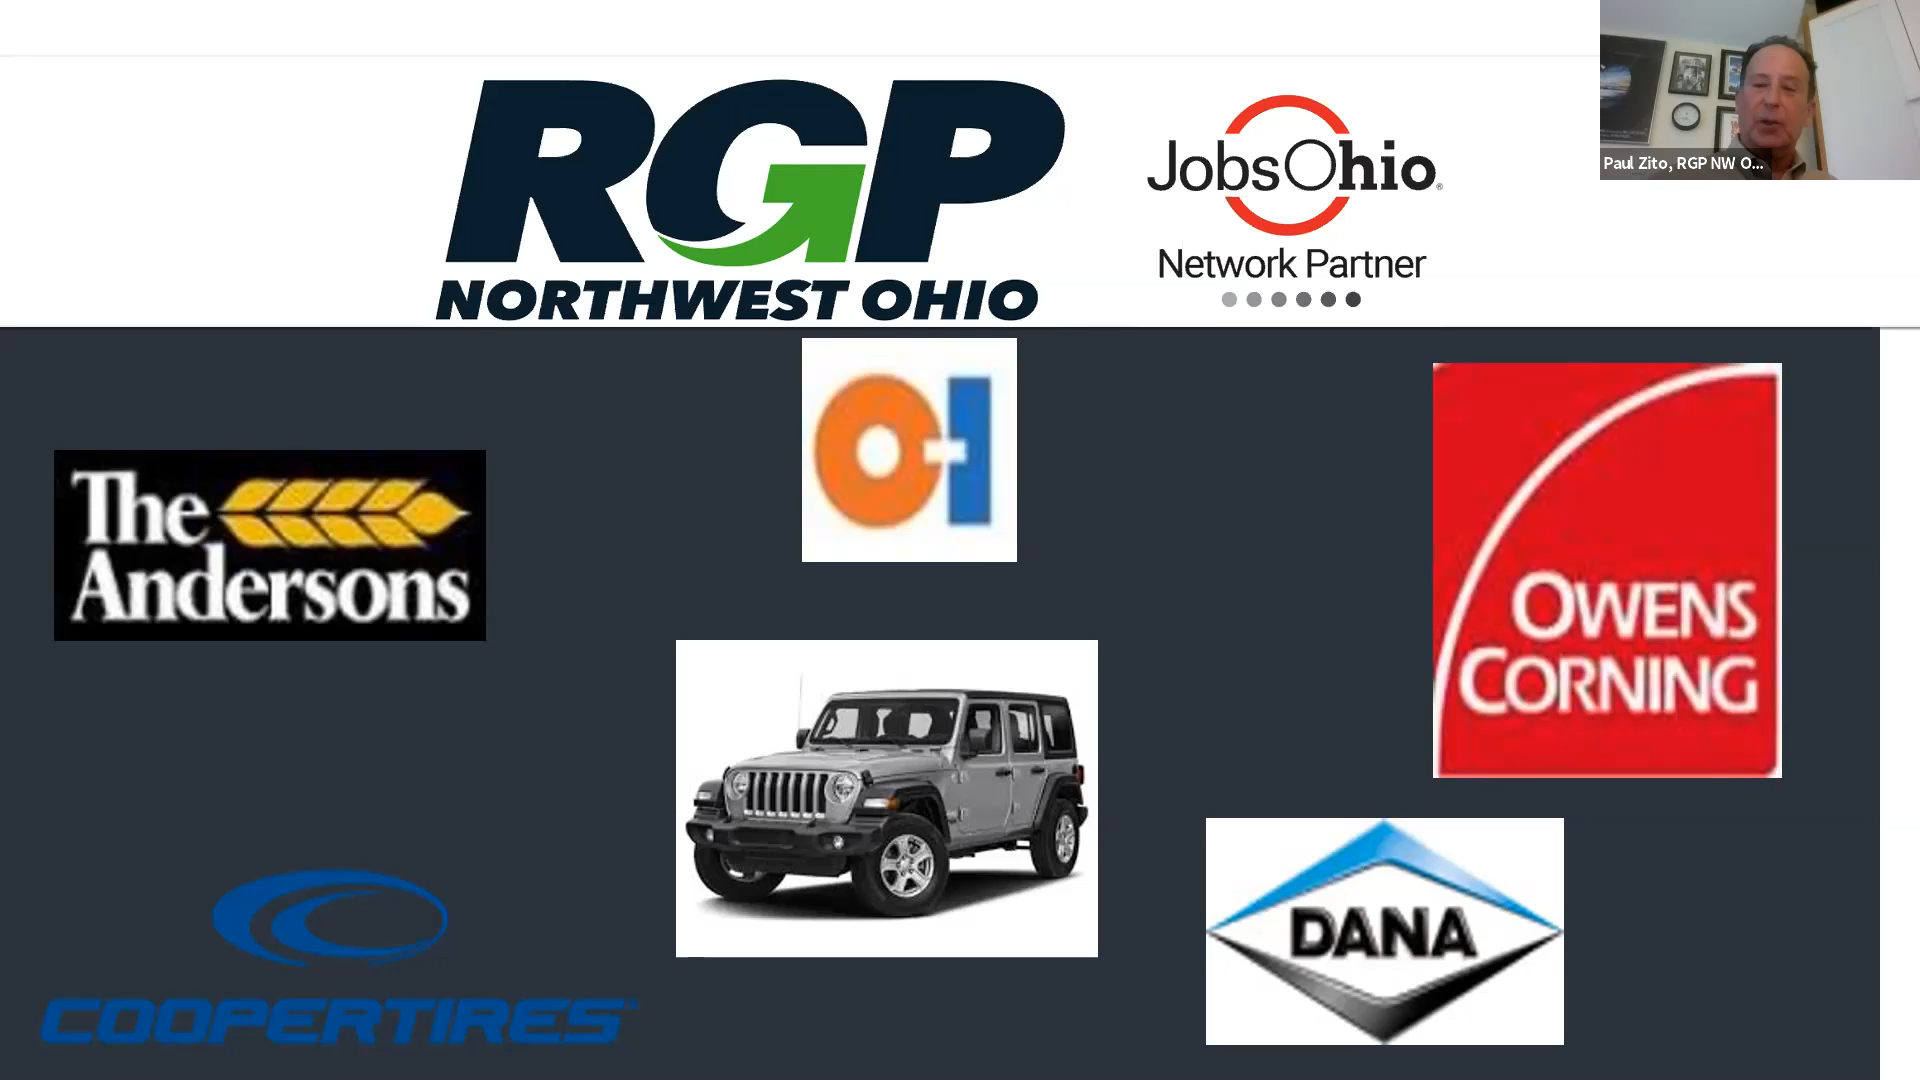 RGP
NORTHWEST OHIO
JobsOhio®
Network Partner
Paul Zito, RGP NW O...
The
Andersons
O-I
OWENS
CORNING
DANA
COOPERTIRES